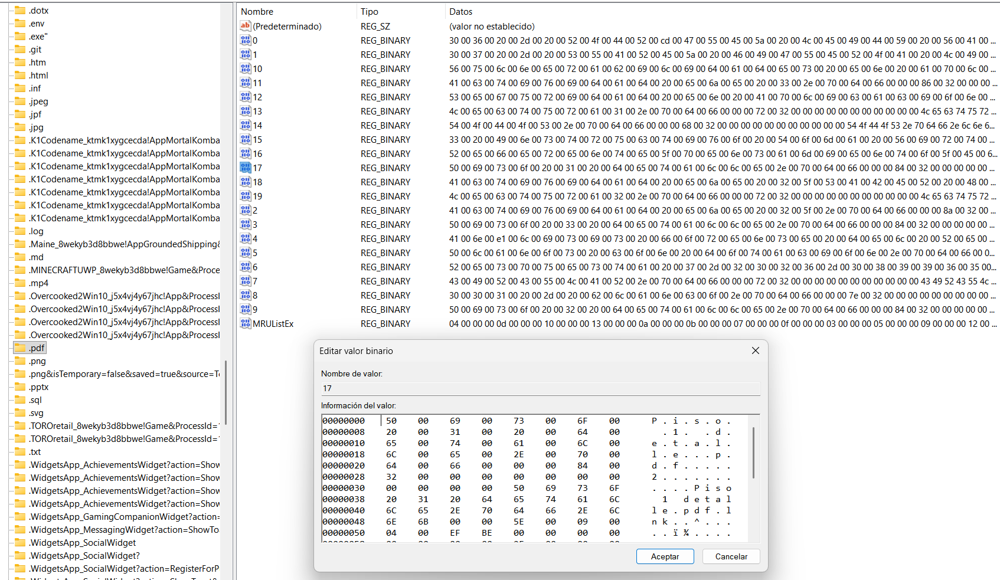 .dotx
.env
.exe"
.git
.htm
.html
.inf
.jpeg
.jpf
.jpg
.K1Codename_ktmk1xygcecda!AppMortalKomba
.K1Codename_ktmk1xygcecda!AppMortalKomba
.K1Codename_ktmk1xygcecda!AppMortalKomba
.K1Codename_ktmk1xygcecda!AppMortalKomba
.K1Codename_ktmk1xygcecda!AppMortalKomba
.K1Codename_ktmk1xygcecda!AppMortalKomba
.K1Codename_ktmk1xygcecda!AppMortalKomba
.log
.Maine_8wekyb3d8bbwe!AppGroundedShipping&
.md
.MINECRAFTUWP_8wekyb3d8bbwe!Game&Proce
.mp4
.Overcooked2Win10_j5x4vj4y67jhc!App&ProcessI
.Overcooked2Win10_j5x4vj4y67jhc!App&ProcessI
.Overcooked2Win10_j5x4vj4y67jhc!App&ProcessI
.Overcooked2Win10_j5x4vj4y67jhc!App&ProcessI
.pdf
.png
.png&isTemporary=false&saved=true&source=To
.pptx
.sql
.svg
.TOROretail_8wekyb3d8bbwe!Game&ProcessId=
.TOROretail_8wekyb3d8bbwe!Game&ProcessId=
.txt
.WidgetsApp_AchievementsWidget?action=Show
.WidgetsApp_AchievementsWidget?action=Show
.WidgetsApp_AchievementsWidget?action=Show
.WidgetsApp_AchievementsWidget?action=Show
.WidgetsApp_GamingCompanionWidget?action=
.WidgetsApp_MessagingWidget?action=ShowToa
.WidgetsApp_SocialWidget
.WidgetsApp_SocialWidget?
.WidgetsApp_SocialWidget?action=RegisterForP
Nombre Tipo Datos
(Predeterminado) REG_SZ (valor no establecido)
0 REG_BINARY 30 00 36 00 20 00 2d 00 20 00 52 00 4f 00 44 00 52 00 cd 00 47 00 55 00 45 00 5a 00 20 00 4c 00 45 00 49 00 44 00 59 00 20 00 56 00 41 00 ...
1 REG_BINARY 30 00 37 00 20 00 2d 00 20 00 53 00 55 00 41 00 52 00 45 00 5a 00 20 00 46 00 49 00 47 00 55 00 45 00 52 00 4f 00 41 00 20 00 4c 00 49 00 ...
10 REG_BINARY 56 00 75 00 6c 00 6e 00 65 00 72 00 61 00 62 00 69 00 6c 00 69 00 64 00 61 00 64 00 65 00 73 00 20 00 65 00 6e 00 20 00 61 00 70 00 6c 00 ...
11 REG_BINARY 41 00 63 00 74 00 69 00 76 00 69 00 64 00 61 00 64 00 20 00 65 00 6a 00 65 00 20 00 33 00 2e 00 70 00 64 00 66 00 00 00 86 00 32 00 00 00 ...
12 REG_BINARY 53 00 65 00 67 00 75 00 72 00 69 00 64 00 61 00 64 00 20 00 65 00 6e 00 20 00 41 00 70 00 6c 00 69 00 63 00 61 00 63 00 69 00 6f 00 6e 00 ...
13 REG_BINARY 4c 00 65 00 63 00 74 00 75 00 72 00 61 00 31 00 2e 00 70 00 64 00 66 00 00 00 72 00 32 00 00 00 00 00 00 00 00 00 00 00 4c 65 63 74 75 72 ...
14 REG_BINARY 54 00 4f 00 44 00 4f 00 53 00 2e 00 70 00 64 00 66 00 00 00 68 00 32 00 00 00 00 00 00 00 00 00 00 00 54 4f 44 4f 53 2e 70 64 66 2e 6c 6e 6...
15 REG_BINARY 33 00 20 00 49 00 6e 00 73 00 74 00 72 00 75 00 63 00 74 00 69 00 76 00 6f 00 20 00 54 00 6f 00 6d 00 61 00 20 00 56 00 69 00 72 00 74 00 ...
16 REG_BINARY 52 00 65 00 66 00 65 00 72 00 65 00 6e 00 74 00 65 00 5f 00 70 00 65 00 6e 00 73 00 61 00 6d 00 69 00 65 00 6e 00 74 00 6f 00 5f 00 45 00 6...
17 REG_BINARY 50 00 69 00 73 00 6f 00 20 00 31 00 20 00 64 00 65 00 74 00 61 00 6c 00 6c 00 65 00 2e 00 70 00 64 00 66 00 00 00 84 00 32 00 00 00 00 00 ...
18 REG_BINARY 41 00 63 00 74 00 69 00 76 00 69 00 64 00 61 00 64 00 20 00 65 00 6a 00 65 00 20 00 32 00 5f 00 53 00 41 00 42 00 45 00 52 00 20 00 48 00 ...
19 REG_BINARY 4c 00 65 00 63 00 74 00 75 00 72 00 61 00 32 00 2e 00 70 00 64 00 66 00 00 00 72 00 32 00 00 00 00 00 00 00 00 00 00 00 4c 65 63 74 75 72 ...
2 REG_BINARY 41 00 63 00 74 00 69 00 76 00 69 00 64 00 61 00 64 00 20 00 65 00 6a 00 65 00 20 00 32 00 5f 00 2e 00 70 00 64 00 66 00 00 00 8a 00 32 00 ...
3 REG_BINARY 50 00 69 00 73 00 6f 00 20 00 33 00 20 00 64 00 65 00 74 00 61 00 6c 00 6c 00 65 00 2e 00 70 00 64 00 66 00 00 00 84 00 32 00 00 00 00 00 ...
4 REG_BINARY 41 00 6e 00 e1 00 6c 00 69 00 73 00 69 00 73 00 20 00 66 00 6f 00 72 00 65 00 6e 00 73 00 65 00 20 00 64 00 65 00 6c 00 20 00 52 00 65 00 ...
5 REG_BINARY 50 00 6c 00 61 00 6e 00 6f 00 73 00 20 00 63 00 6f 00 6e 00 20 00 64 00 6f 00 74 00 61 00 63 00 69 00 6f 00 6e 00 2e 00 70 00 64 00 66 00 0...
6 REG_BINARY 52 00 65 00 73 00 70 00 75 00 65 00 73 00 74 00 61 00 20 00 37 00 2d 00 32 00 30 00 32 00 36 00 2d 00 30 00 38 00 39 00 39 00 36 00 35 00...
7 REG_BINARY 43 00 49 00 52 00 43 00 55 00 4c 00 41 00 52 00 2e 00 70 00 64 00 66 00 00 00 72 00 32 00 00 00 00 00 00 00 00 00 00 00 43 49 52 43 55 4c ...
8 REG_BINARY 30 00 30 00 31 00 20 00 2d 00 20 00 62 00 6c 00 61 00 6e 00 63 00 6f 00 2e 00 70 00 64 00 66 00 00 00 7e 00 32 00 00 00 00 00 00 00 00 00 ...
9 REG_BINARY 50 00 69 00 73 00 6f 00 20 00 32 00 20 00 64 00 65 00 74 00 61 00 6c 00 6c 00 65 00 2e 00 70 00 64 00 66 00 00 00 84 00 32 00 00 00 00 00 ...
MRUListEx REG_BINARY 04 00 00 00 0d 00 00 00 10 00 00 00 13 00 00 00 0a 00 00 00 0b 00 00 00 07 00 00 00 0f 00 00 00 03 00 00 00 05 00 00 00 09 00 00 00 12 00 ...
Editar valor binario
Nombre de valor:
17
Información del valor:
00000000 50 00 69 00 73 00 6F 00 P . i . s . o .
00000008 20 00 31 00 20 00 64 00 . 1 . . d .
00000010 65 00 74 00 61 00 6C 00 e . t . a . l .
00000018 6C 00 65 00 2E 00 70 00 l . e . . . p .
00000020 64 00 66 00 00 00 84 00 d . f . . . . .
00000028 32 00 00 00 00 00 00 00 2 . . . . . . .
00000030 00 00 00 00 50 69 73 6F . . . . P i s o
00000038 20 31 20 64 65 74 61 6C 1 d e t a l
00000040 6C 65 2E 70 64 66 2E 6C l e . p d f . l
00000048 6E 6B 00 00 5E 00 09 00 n k . . ^ . . .
00000050 04 00 EF BE 00 00 00 00 . . ï ¾ . . . .
Aceptar Cancelar